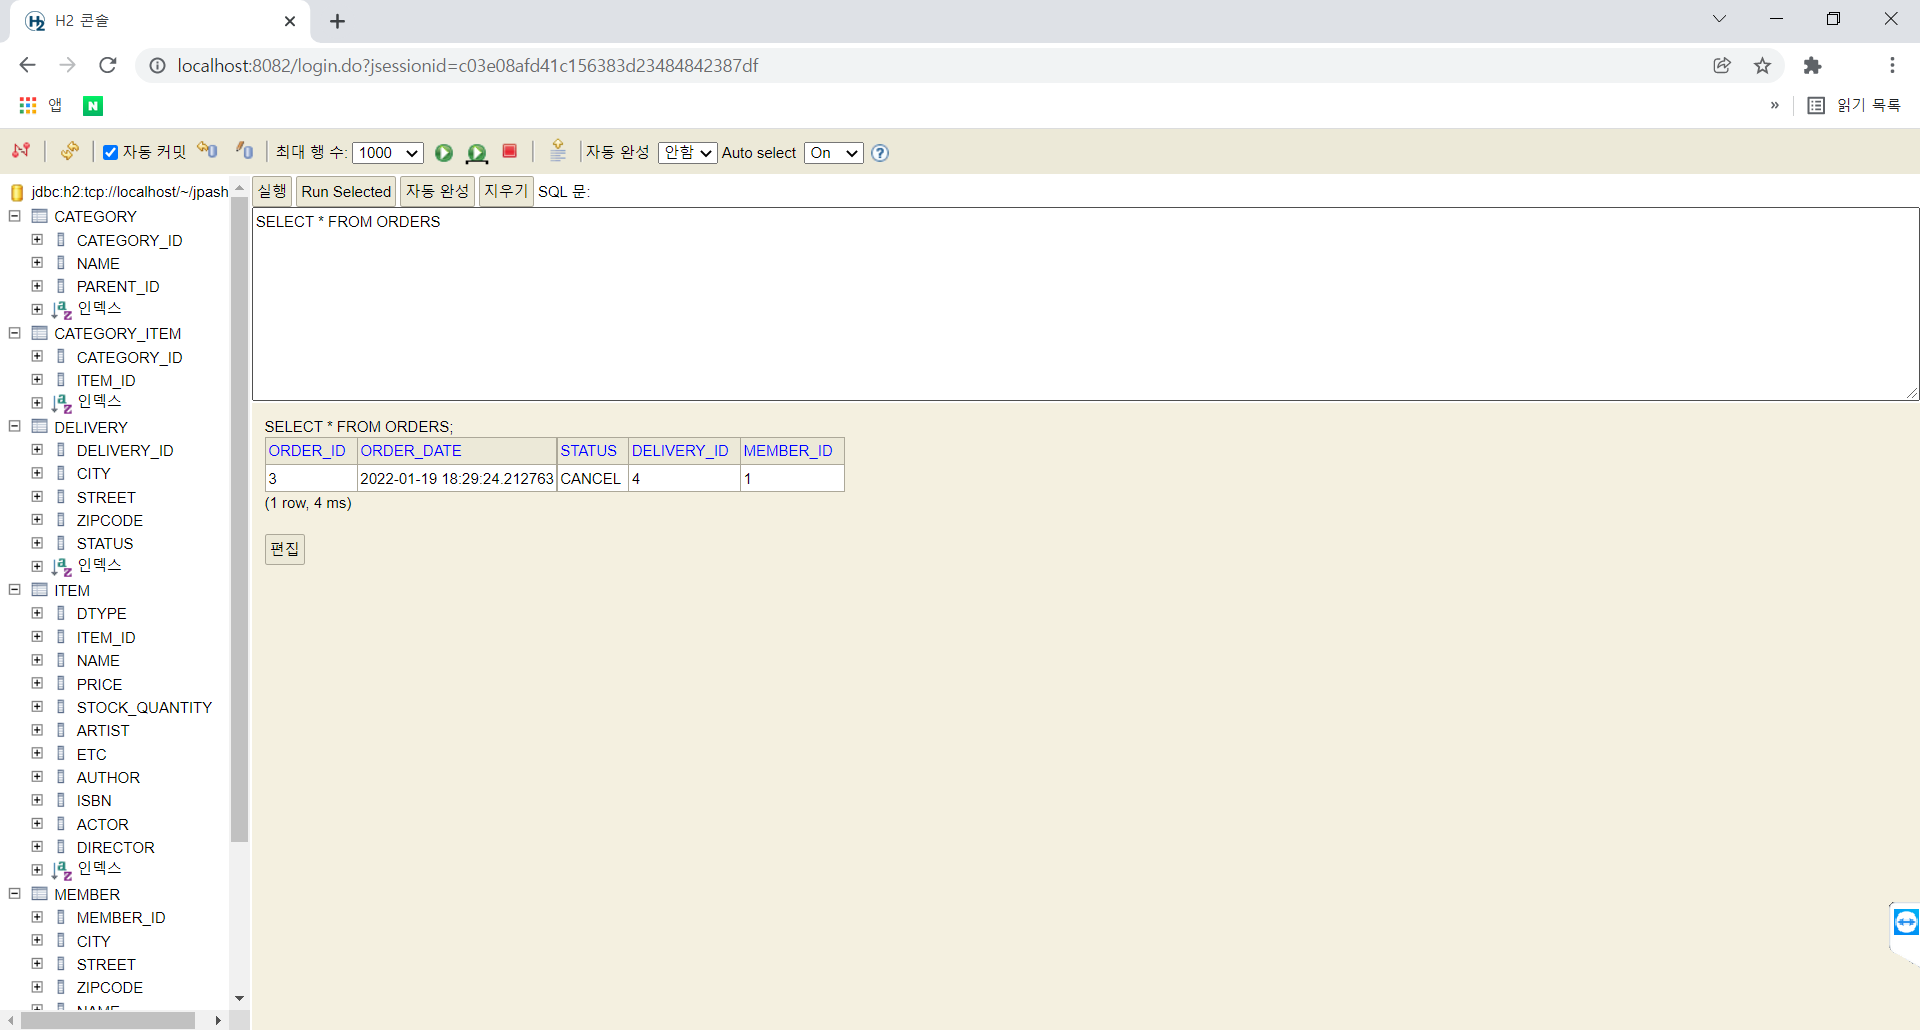 H2 콘솔
localhost:8082/login.do?jsessionid=c03e08afd41c156383d23484842387df
앱 N » 읽기 목록
자동 커밋 최대 행 수: 1000 자동 완성 안함 Auto select On ?
jdbc:h2:tcp://localhost/~/jpash
CATEGORY
CATEGORY_ID
NAME
PARENT_ID
인덱스
CATEGORY_ITEM
CATEGORY_ID
ITEM_ID
인덱스
DELIVERY
DELIVERY_ID
CITY
STREET
ZIPCODE
STATUS
인덱스
ITEM
DTYPE
ITEM_ID
NAME
PRICE
STOCK_QUANTITY
ARTIST
ETC
AUTHOR
ISBN
ACTOR
DIRECTOR
인덱스
MEMBER
MEMBER_ID
CITY
STREET
ZIPCODE
NAME
실행 Run Selected 자동 완성 지우기 SQL 문:
SELECT * FROM ORDERS
SELECT * FROM ORDERS;
ORDER_ID ORDER_DATE STATUS DELIVERY_ID MEMBER_ID
3 2022-01-19 18:29:24.212763 CANCEL 4 1
(1 row, 4 ms)
편집